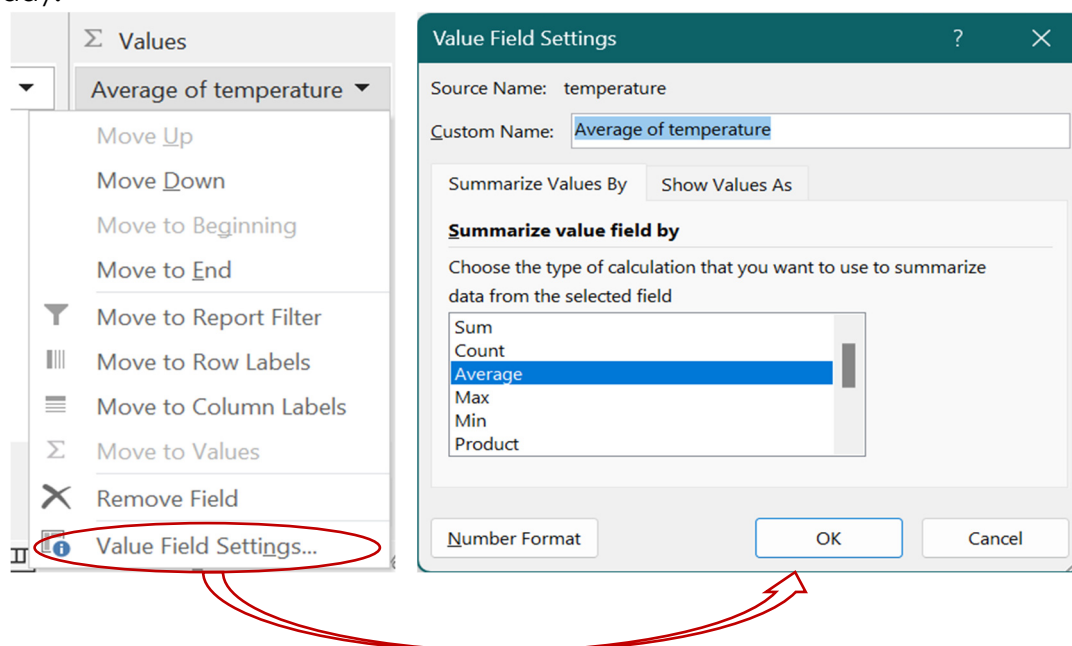 Σ Values
Average of temperature
Move Up
Move Down
Move to Beginning
Move to End
Move to Report Filter
Move to Row Labels
Move to Column Labels
Move to Values
Remove Field
Value Field Settings...
Value Field Settings ? ×
Source Name: temperature
Custom Name: Average of temperature
Summarize Values By Show Values As
Summarize value field by
Choose the type of calculation that you want to use to summarize
data from the selected field
Sum
Count
Average
Max
Min
Product
Number Format OK Cancel